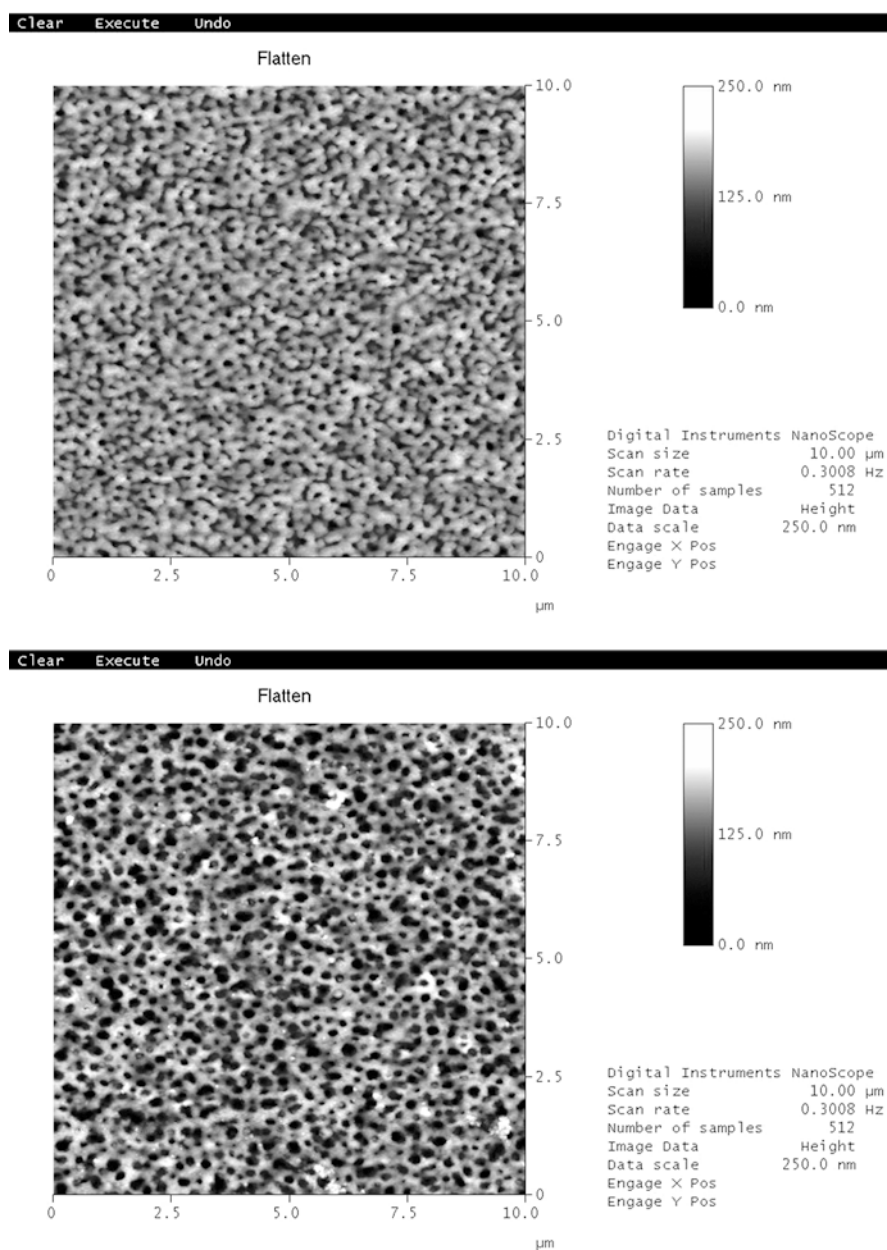 Clear Execute Undo
Flatten
10.0
7.5
5.0
2.5
0
0 2.5 5.0 7.5 10.0
µm
250.0 nm
125.0 nm
0.0 nm
Digital Instruments NanoScope
Scan size 10.00 µm
Scan rate 0.3008 Hz
Number of samples 512
Image Data Height
Data scale 250.0 nm
Engage X Pos
Engage Y Pos
Clear Execute Undo
Flatten
10.0
7.5
5.0
2.5
0
0 2.5 5.0 7.5 10.0
µm
250.0 nm
125.0 nm
0.0 nm
Digital Instruments NanoScope
Scan size 10.00 µm
Scan rate 0.3008 Hz
Number of samples 512
Image Data Height
Data scale 250.0 nm
Engage X Pos
Engage Y Pos